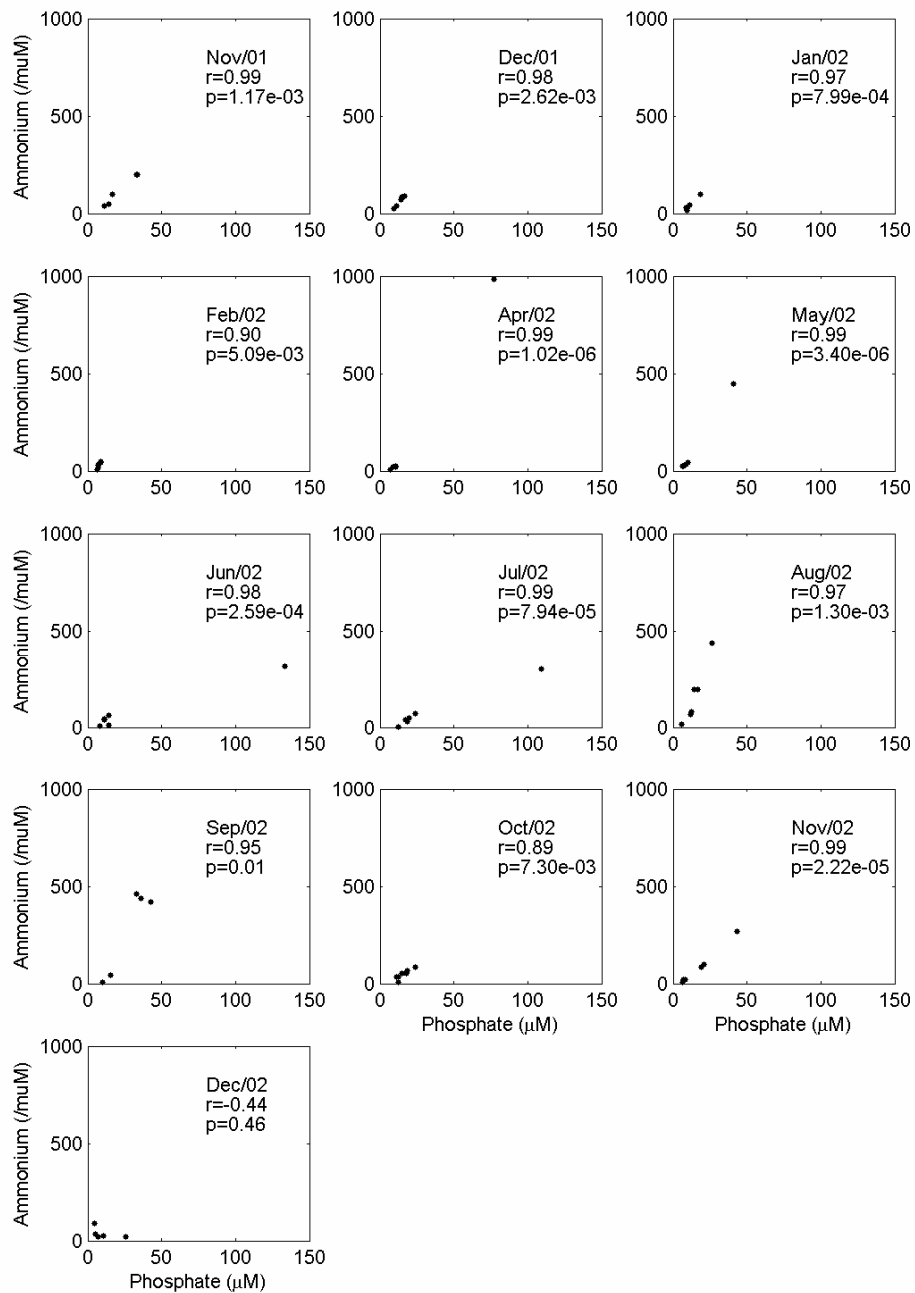 Ammonium (/muM)
1000
500
0
0 50 100 150
Nov/01
r=0.99
p=1.17e-03
1000
500
0
0 50 100 150
Dec/01
r=0.98
p=2.62e-03
1000
500
0
0 50 100 150
Jan/02
r=0.97
p=7.99e-04
Ammonium (/muM)
1000
500
0
0 50 100 150
Feb/02
r=0.90
p=5.09e-03
1000
500
0
0 50 100 150
Apr/02
r=0.99
p=1.02e-06
1000
500
0
0 50 100 150
May/02
r=0.99
p=3.40e-06
Ammonium (/muM)
1000
500
0
0 50 100 150
Jun/02
r=0.98
p=2.59e-04
1000
500
0
0 50 100 150
Jul/02
r=0.99
p=7.94e-05
1000
500
0
0 50 100 150
Aug/02
r=0.97
p=1.30e-03
Ammonium (/muM)
1000
500
0
0 50 100 150
Sep/02
r=0.95
p=0.01
1000
500
0
0 50 100 150
Phosphate (μM)
Oct/02
r=0.89
p=7.30e-03
1000
500
0
0 50 100 150
Phosphate (μM)
Nov/02
r=0.99
p=2.22e-05
Ammonium (/muM)
1000
500
0
0 50 100 150
Phosphate (μM)
Dec/02
r=-0.44
p=0.46